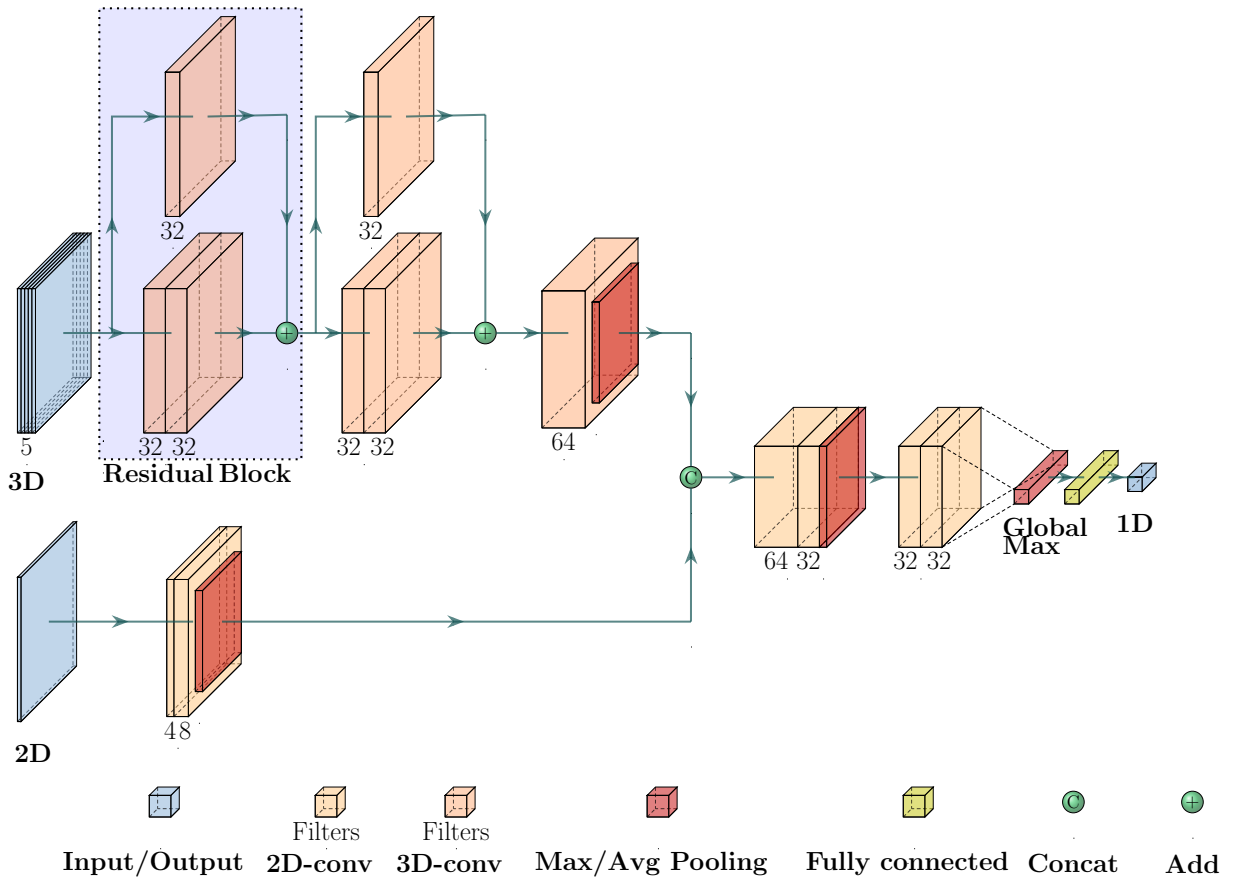 32
32
5
32 32
32 32
64
3D
Residual Block
C
64 32
32 32
Global
Max
1D
48
2D
C
Filters
Filters
Input/Output
2D-conv
3D-conv
Max/Avg Pooling
Fully connected
Concat
Add